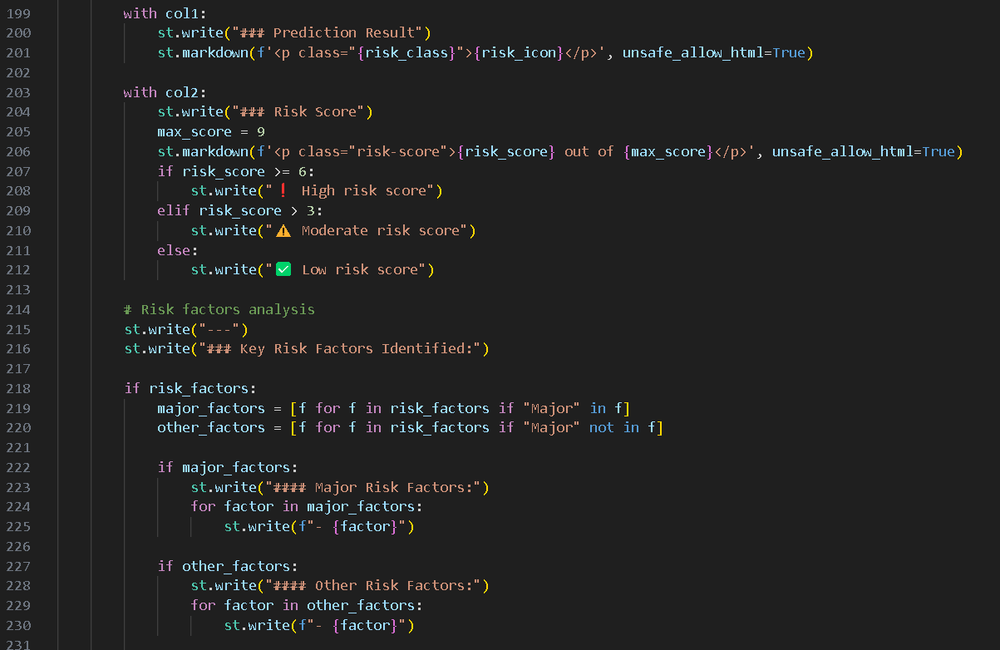 199 with col1:
200 st.write("### Prediction Result")
201 st.markdown(f'<p class="{risk_class}">{risk_icon}</p>', unsafe_allow_html=True)
202
203 with col2:
204 st.write("### Risk Score")
205 max_score = 9
206 st.markdown(f'<p class="risk-score">{risk_score} out of {max_score}</p>', unsafe_allow_html=True)
207 if risk_score >= 6:
208 st.write("❗ High risk score")
209 elif risk_score > 3:
210 st.write("⚠️ Moderate risk score")
211 else:
212 st.write("✅ Low risk score")
213
214 # Risk factors analysis
215 st.write("---")
216 st.write("### Key Risk Factors Identified:")
217
218 if risk_factors:
219 major_factors = [f for f in risk_factors if "Major" in f]
220 other_factors = [f for f in risk_factors if "Major" not in f]
221
222 if major_factors:
223 st.write("#### Major Risk Factors:")
224 for factor in major_factors:
225 st.write(f"- {factor}")
226
227 if other_factors:
228 st.write("#### Other Risk Factors:")
229 for factor in other_factors:
230 st.write(f"- {factor}")
231